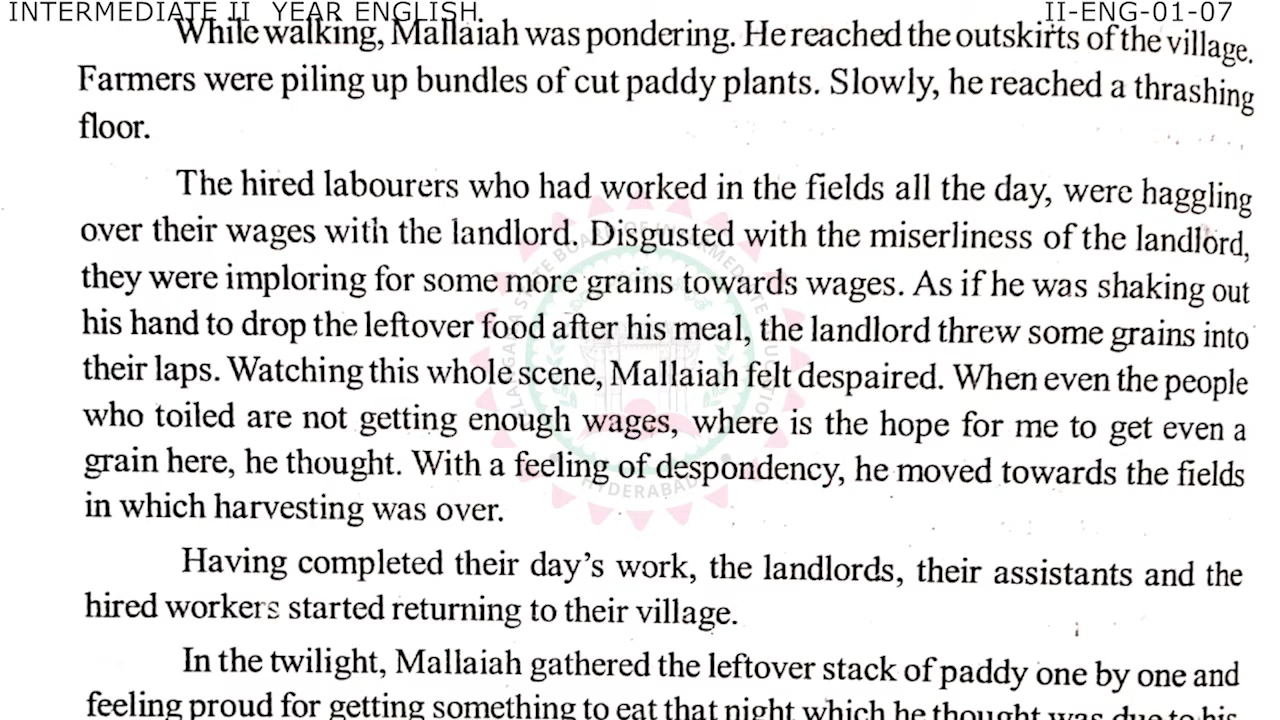 INTERMEDIATE II YEAR ENGLISH II-ENG-01-07
While walking, Mallaiah was pondering. He reached the outskirts of the village.
Farmers were piling up bundles of cut paddy plants. Slowly, he reached a thrashing
floor.
The hired labourers who had worked in the fields all the day, were haggling
over their wages with the landlord. Disgusted with the miserliness of the landlord,
they were imploring for some more grains towards wages. As if he was shaking out
his hand to drop the leftover food after his meal, the landlord threw some grains into
their laps. Watching this whole scene, Mallaiah felt despaired. When even the people
who toiled are not getting enough wages, where is the hope for me to get even a
grain here, he thought. With a feeling of despondency, he moved towards the fields
in which harvesting was over.
Having completed their day's work, the landlords, their assistants and the
hired workers started returning to their village.
In the twilight, Mallaiah gathered the leftover stack of paddy one by one and
feeling proud for getting something to eat that night which he thought was due to his
HYDERABAD